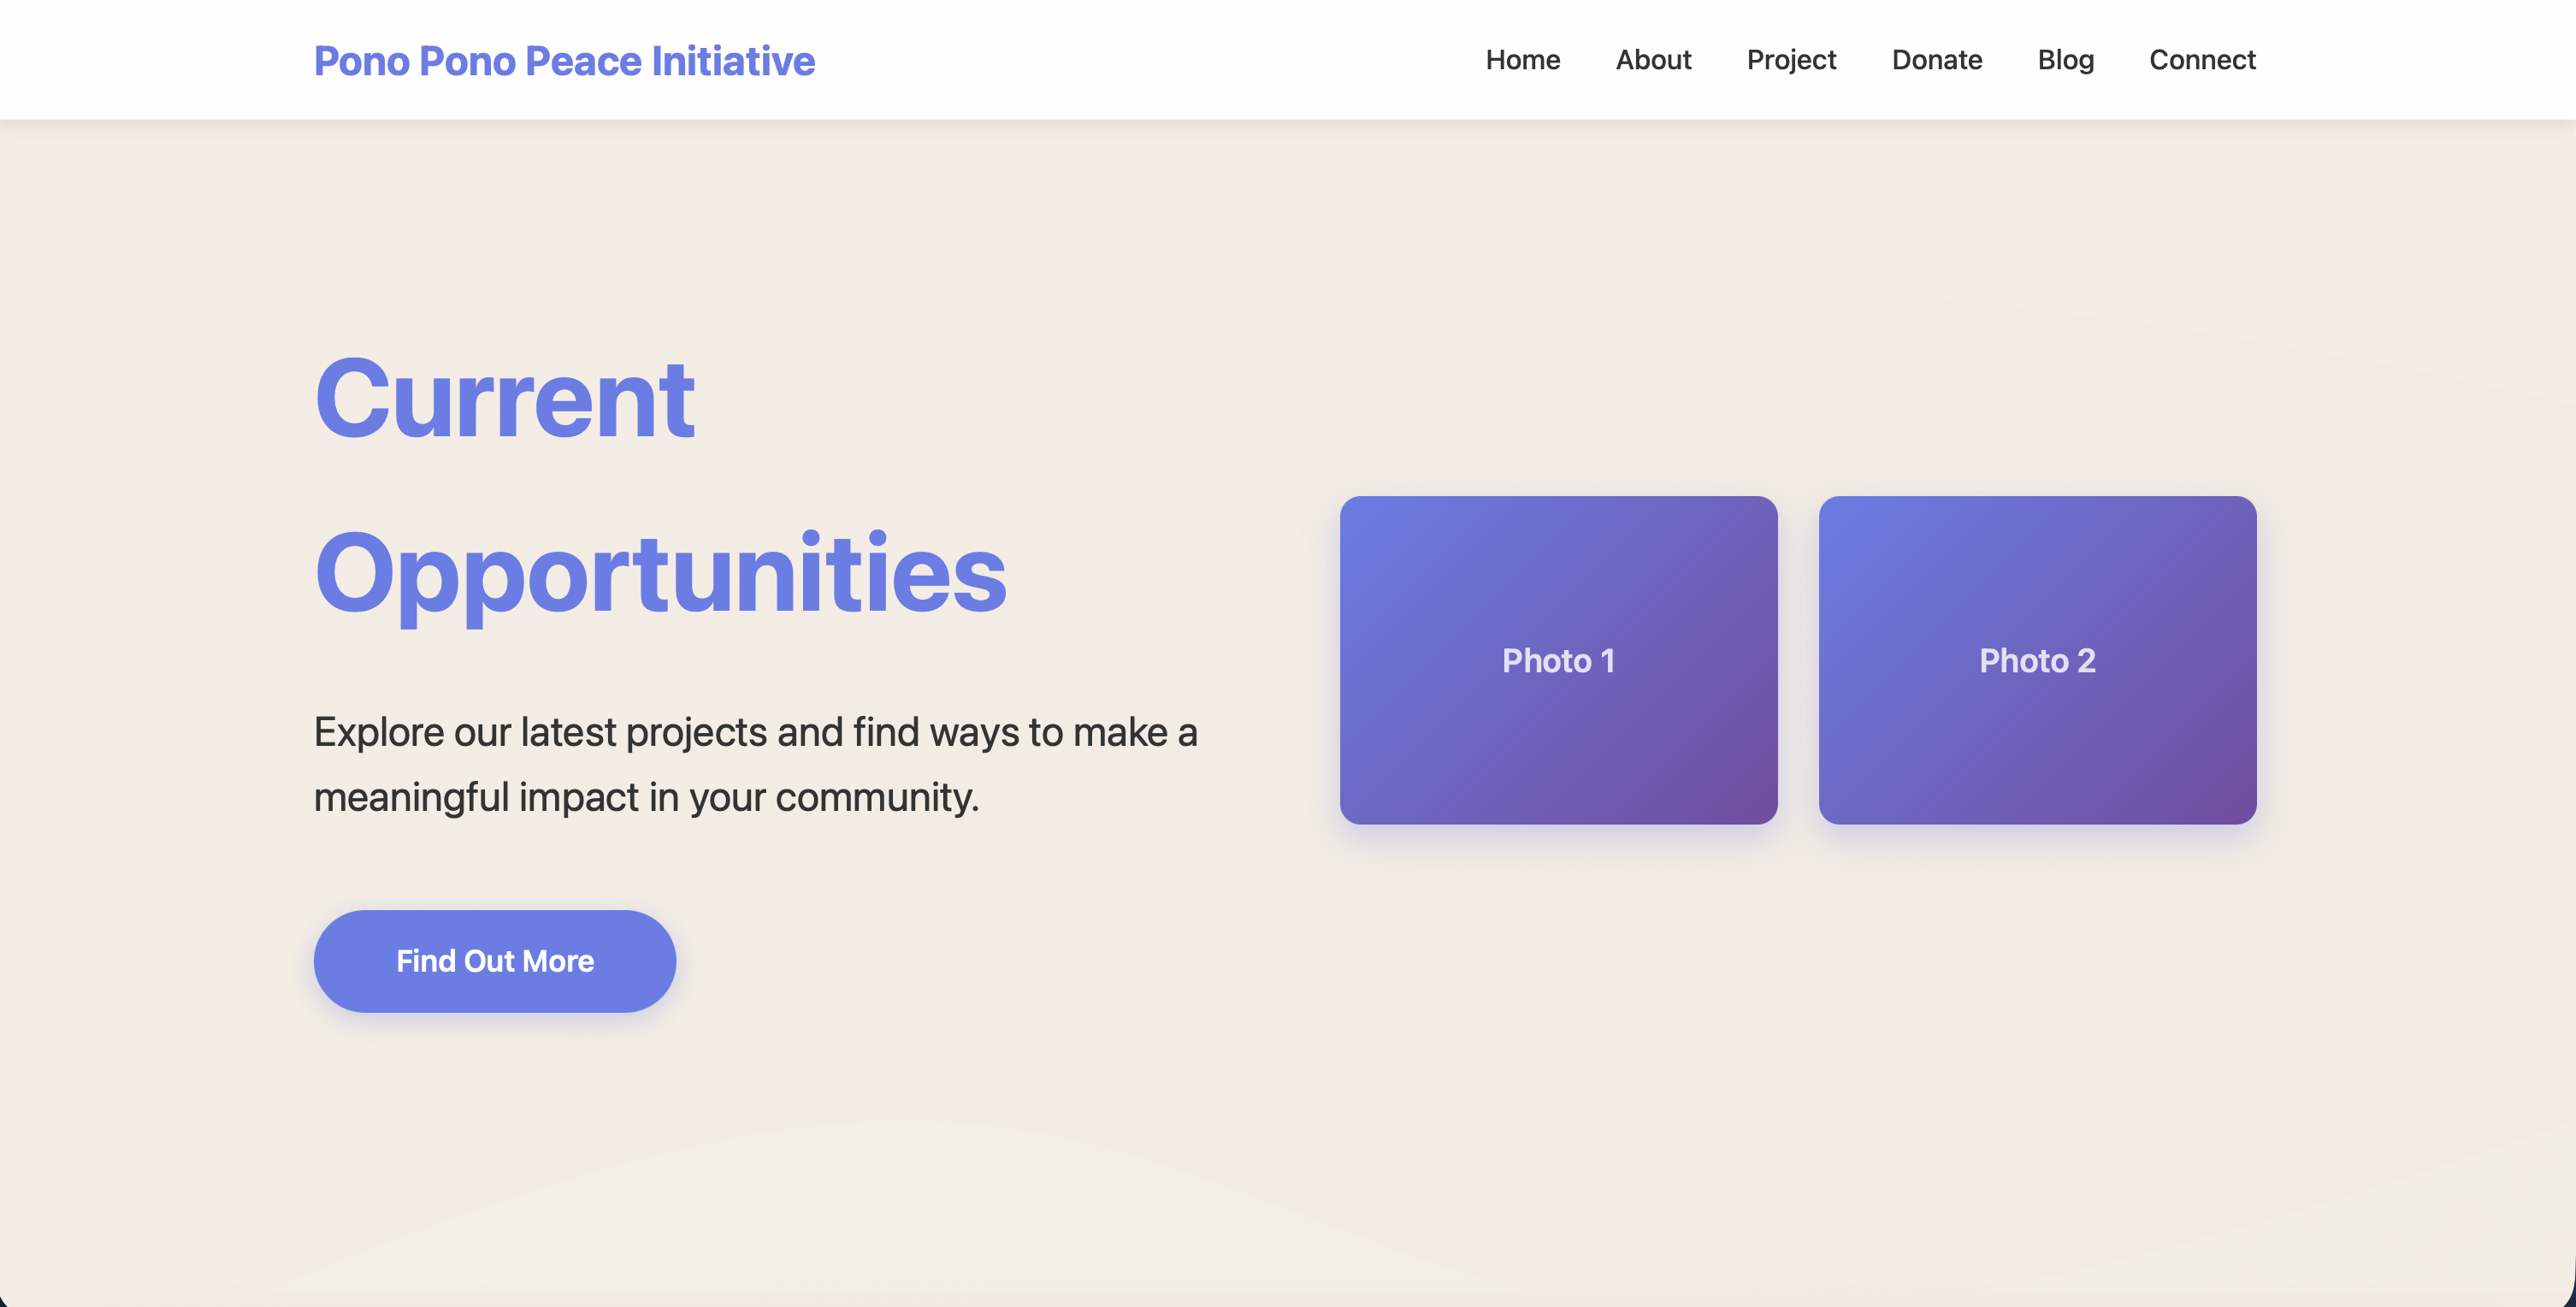 Pono Pono Peace Initiative
Home About Project Donate Blog Connect
Current
Opportunities
Explore our latest projects and find ways to make a
meaningful impact in your community.
Find Out More
Photo 1
Photo 2